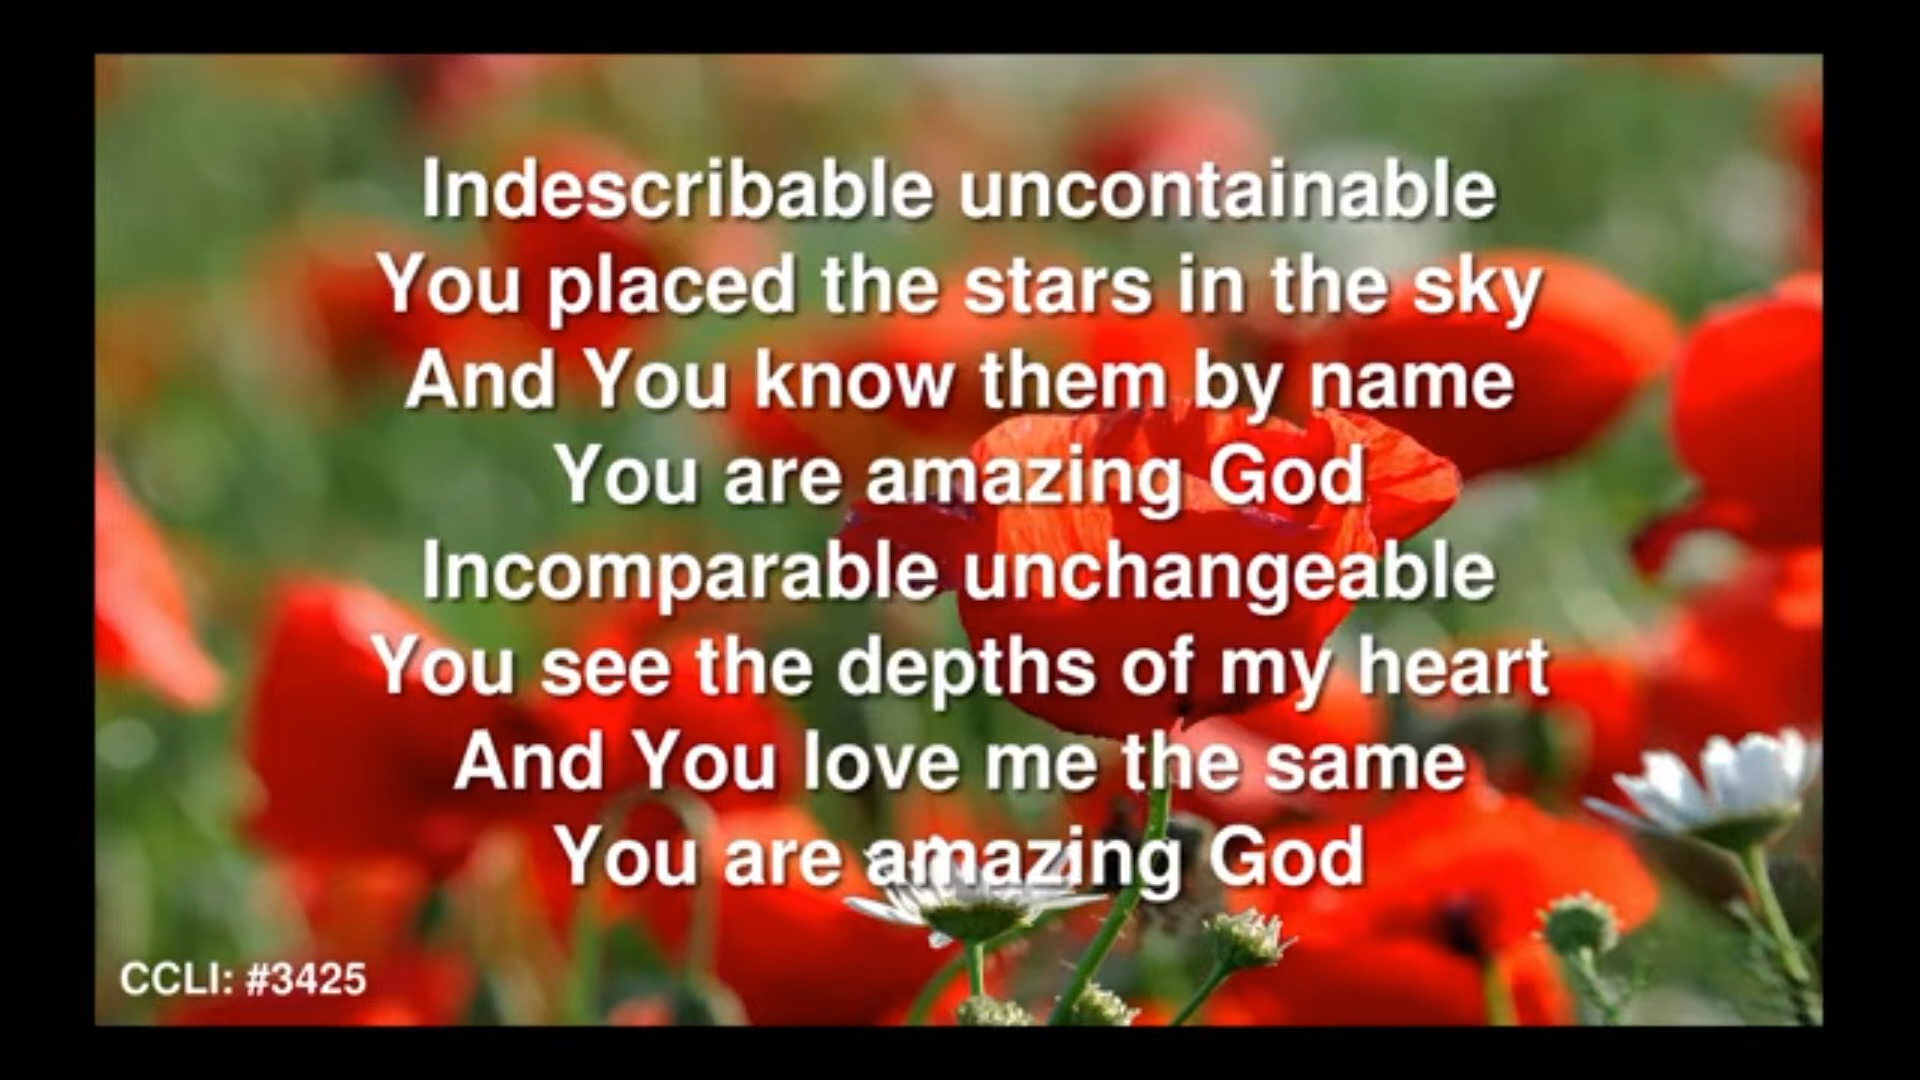 Indescribable uncontainable
You placed the stars in the sky
And You know them by name
You are amazing God
Incomparable unchangeable
You see the depths of my heart
And You love me the same
You are amazing God
CCLI: #3425